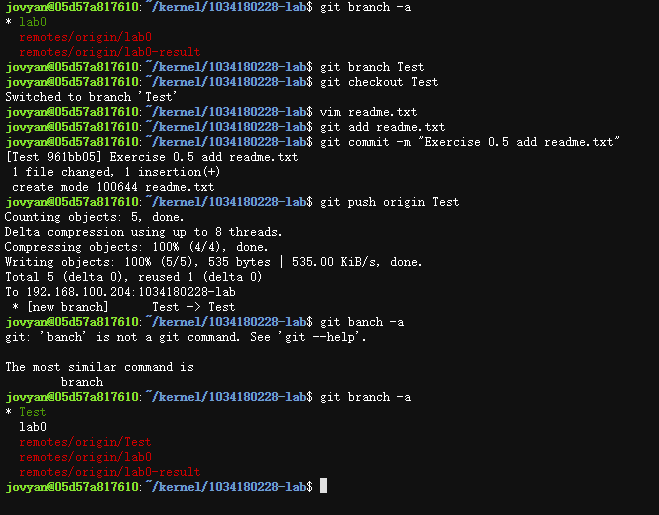 jovyan@05d57a817610:~/kernel/1034180228-lab$ git branch -a
* lab0
  remotes/origin/lab0
  remotes/origin/lab0-result
jovyan@05d57a817610:~/kernel/1034180228-lab$ git branch Test
jovyan@05d57a817610:~/kernel/1034180228-lab$ git checkout Test
Switched to branch 'Test'
jovyan@05d57a817610:~/kernel/1034180228-lab$ vim readme.txt
jovyan@05d57a817610:~/kernel/1034180228-lab$ git add readme.txt
jovyan@05d57a817610:~/kernel/1034180228-lab$ git commit -m "Exercise 0.5 add readme.txt"
[Test 961bb05] Exercise 0.5 add readme.txt
 1 file changed, 1 insertion(+)
 create mode 100644 readme.txt
jovyan@05d57a817610:~/kernel/1034180228-lab$ git push origin Test
Counting objects: 5, done.
Delta compression using up to 8 threads.
Compressing objects: 100% (4/4), done.
Writing objects: 100% (5/5), 535 bytes | 535.00 KiB/s, done.
Total 5 (delta 0), reused 1 (delta 0)
To 192.168.100.204:1034180228-lab
 * [new branch]      Test -> Test
jovyan@05d57a817610:~/kernel/1034180228-lab$ git banch -a
git: 'banch' is not a git command. See 'git --help'.

The most similar command is
        branch
jovyan@05d57a817610:~/kernel/1034180228-lab$ git branch -a
* Test
  lab0
  remotes/origin/Test
  remotes/origin/lab0
  remotes/origin/lab0-result
jovyan@05d57a817610:~/kernel/1034180228-lab$